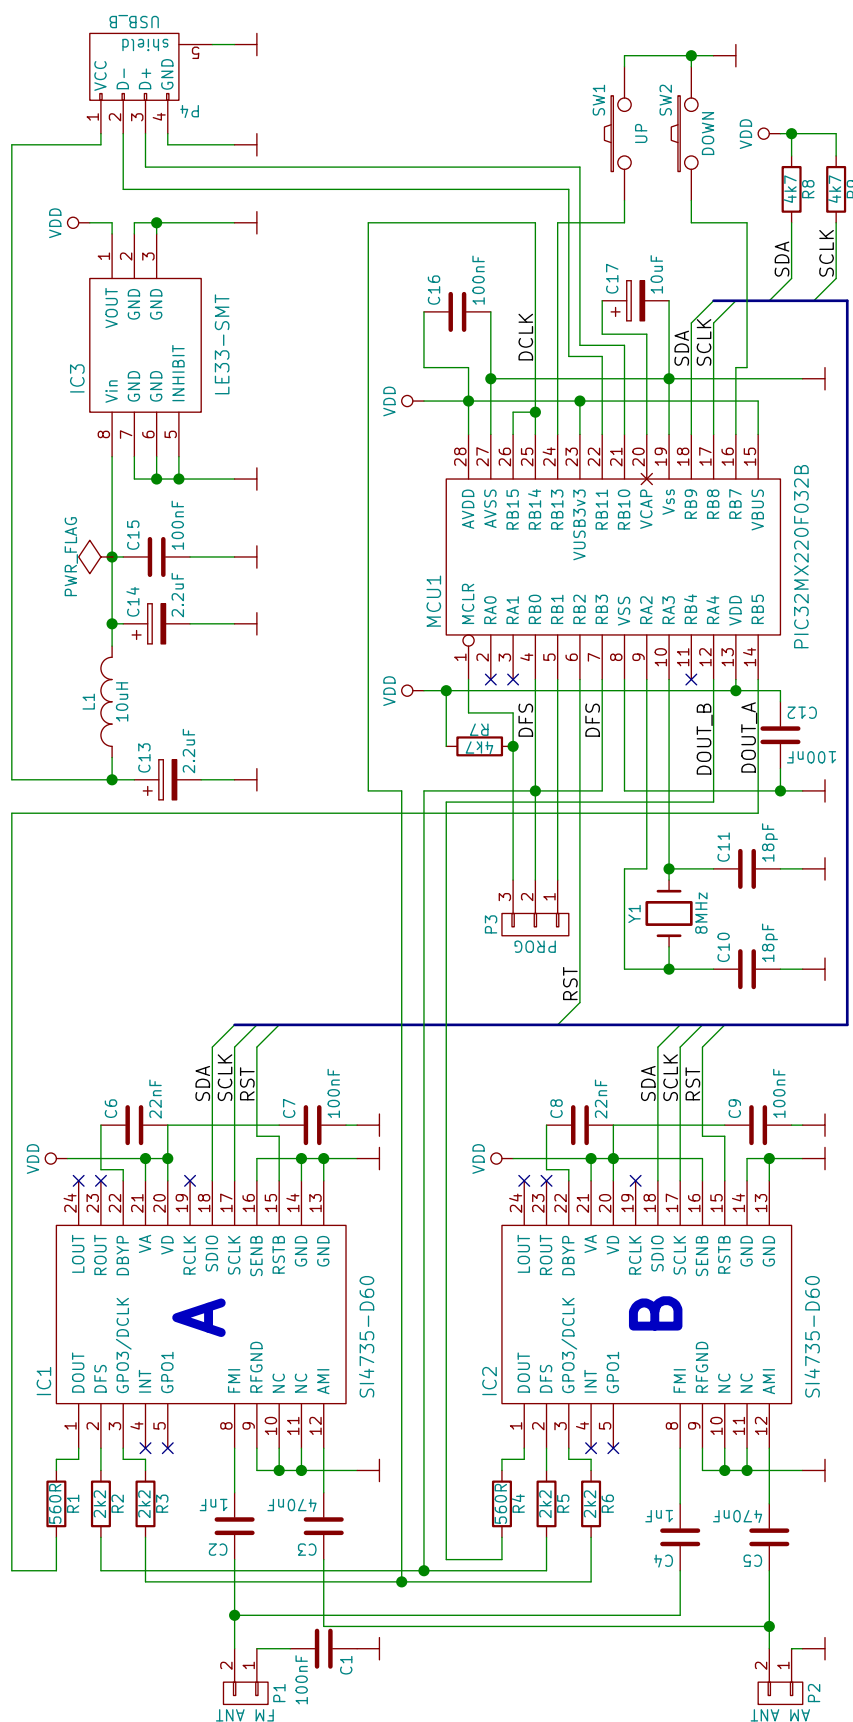 USB_B
shield
5
VCC
D-
D+
GND
1
2
3
4
P4
VDD
1
2
3
VOUT
GND
GND
IC3
LE33-SMT
Vin
GND
GND
INHIBIT
8
7
6
5
PWR_FLAG
C15
100nF
C14
2.2uF
+
L1
10uH
C13
2.2uF
+
SW1
UP
SW2
DOWN
VDD
4k7
R8
4k7
SDA
SCLK
C16
100nF
DCLK
C17
10uF
+
SDA
SCLK
VDD
28
27
26
25
24
23
22
21
20
19
18
17
16
15
AVDD
AVSS
RB15
RB14
RB13
VUSB3v3
RB11
RB10
VCAP
Vss
RB9
RB8
RB7
VBUS
MCU1
PIC32MX220F032B
MCLR
RA0
RA1
RB0
RB1
RB2
RB3
VSS
RA2
RA3
RB4
RA4
VDD
RB5
1
2
3
4
5
6
7
8
9
10
11
12
13
14
VDD
R7
4k7
DFS
DFS
DOUT_B
DOUT_A
C12
100nF
P3
PROG
3
2
1
RST
Y1
8MHz
C11
18pF
C10
18pF
SDA
SCLK
RST
C6
22nF
C7
100nF
VDD
24
23
22
21
20
19
18
17
16
15
14
13
LOUT
ROUT
DBYP
VA
VD
RCLK
SDIO
SCLK
SENB
RSTB
GND
GND
A
IC1
SI4735-D60
DOUT
DFS
GPO3/DCLK
INT
GPO1
FMI
RFGND
NC
NC
AMI
1
2
3
4
5
8
9
10
11
12
560R
R1
2k2
R2
2k2
R3
1nF
C2
470nF
C3
SDA
SCLK
RST
C8
22nF
C9
100nF
VDD
24
23
22
21
20
19
18
17
16
15
14
13
LOUT
ROUT
DBYP
VA
VD
RCLK
SDIO
SCLK
SENB
RSTB
GND
GND
B
IC2
SI4735-D60
DOUT
DFS
GPO3/DCLK
INT
GPO1
FMI
RFGND
NC
NC
AMI
1
2
3
4
5
8
9
10
11
12
560R
R4
2k2
R5
2k2
R6
1nF
C4
470nF
C5
2
1
P1
FM ANT
100nF
C1
2
1
P2
AM ANT